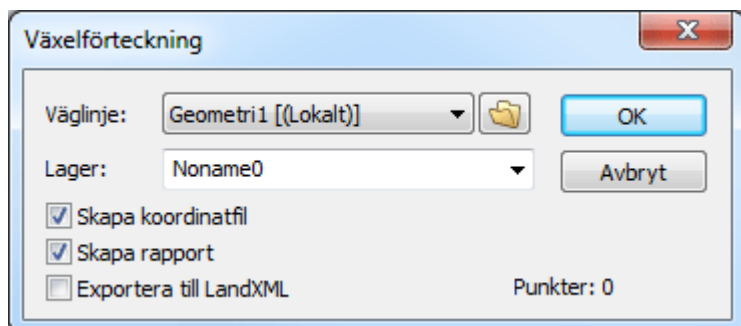 Växelförteckning
Väglinje: Geometri1 [(Lokalt)] OK
Lager: Noname0 Avbryt
Skapa koordinatfil
Skapa rapport
Exportera till LandXML Punkter: 0